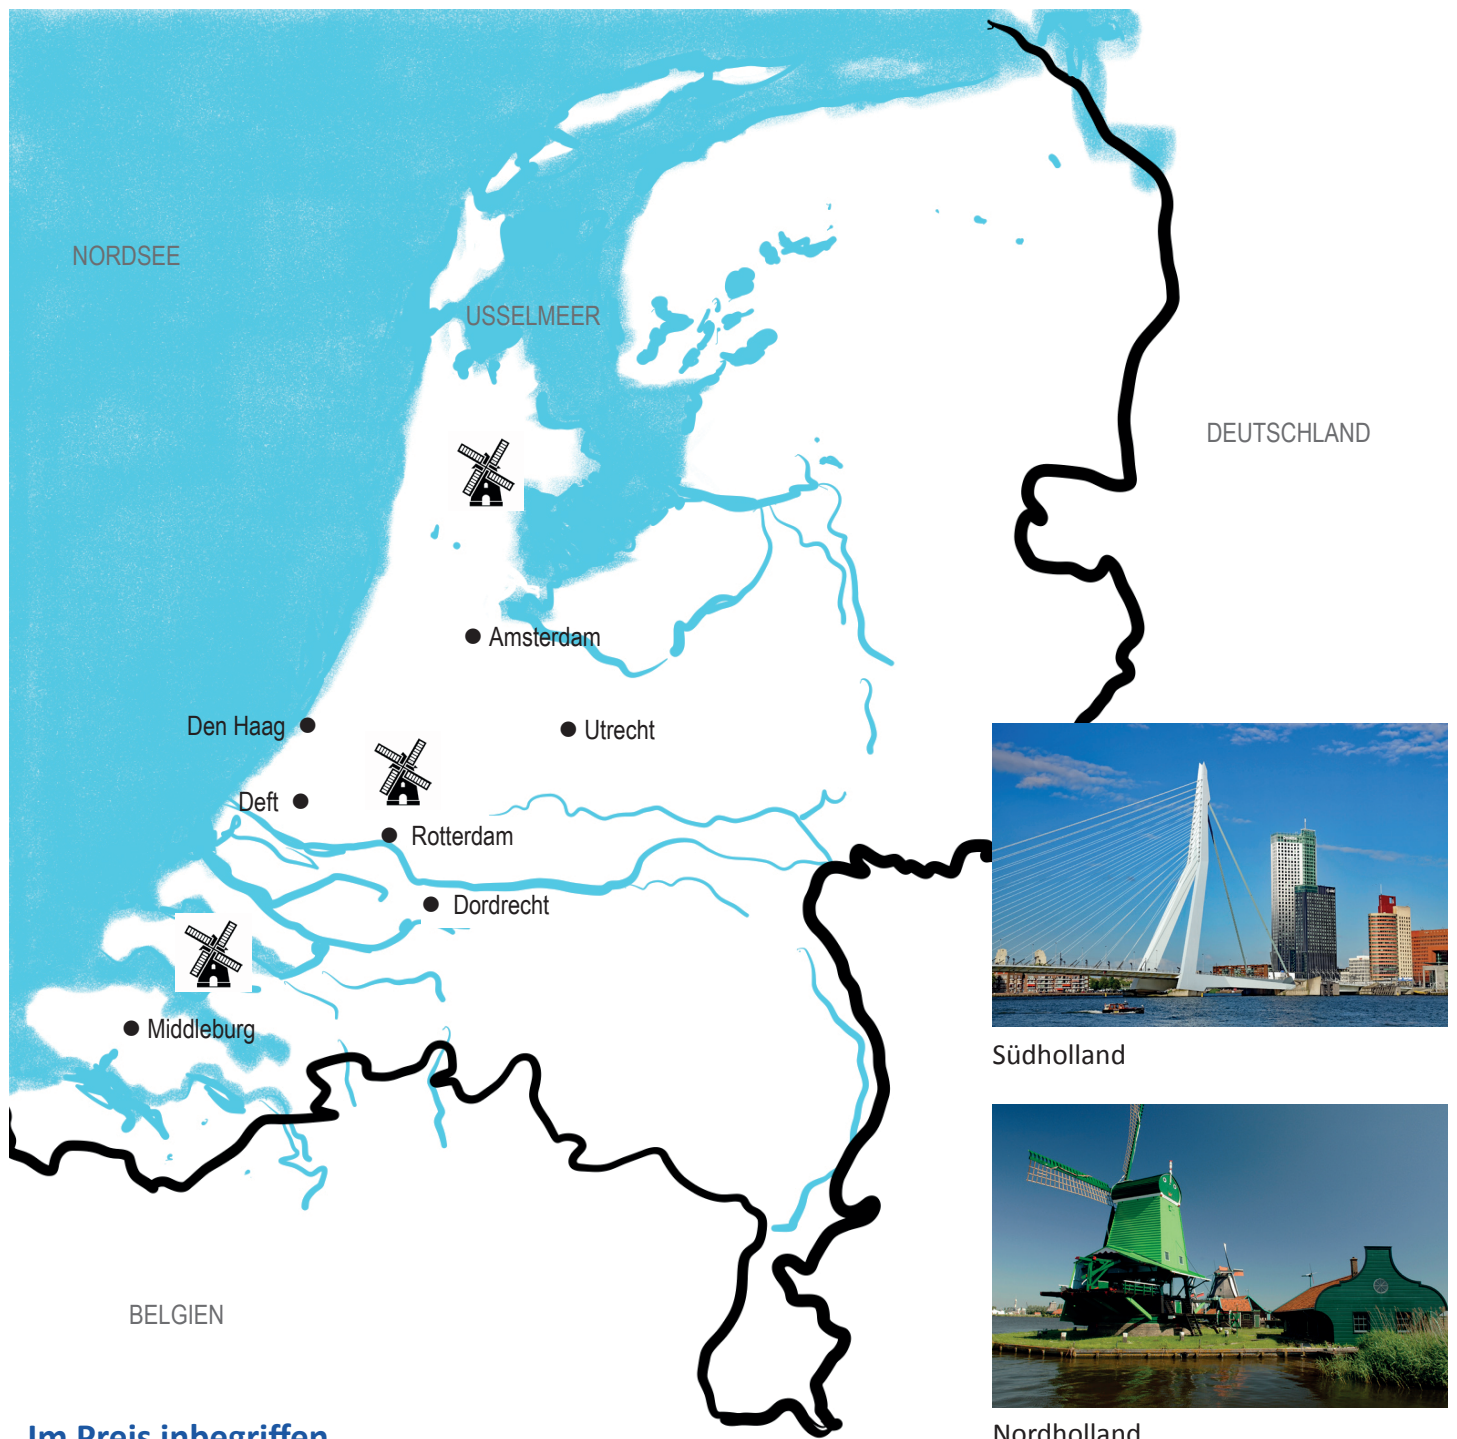 NORDSEE
USSELMEER
DEUTSCHLAND
Amsterdam
Den Haag
Utrecht
Deft
Rotterdam
Dordrecht
Middleburg
Südholland
BELGIEN
Im Preis inbegriffen
Nordholland